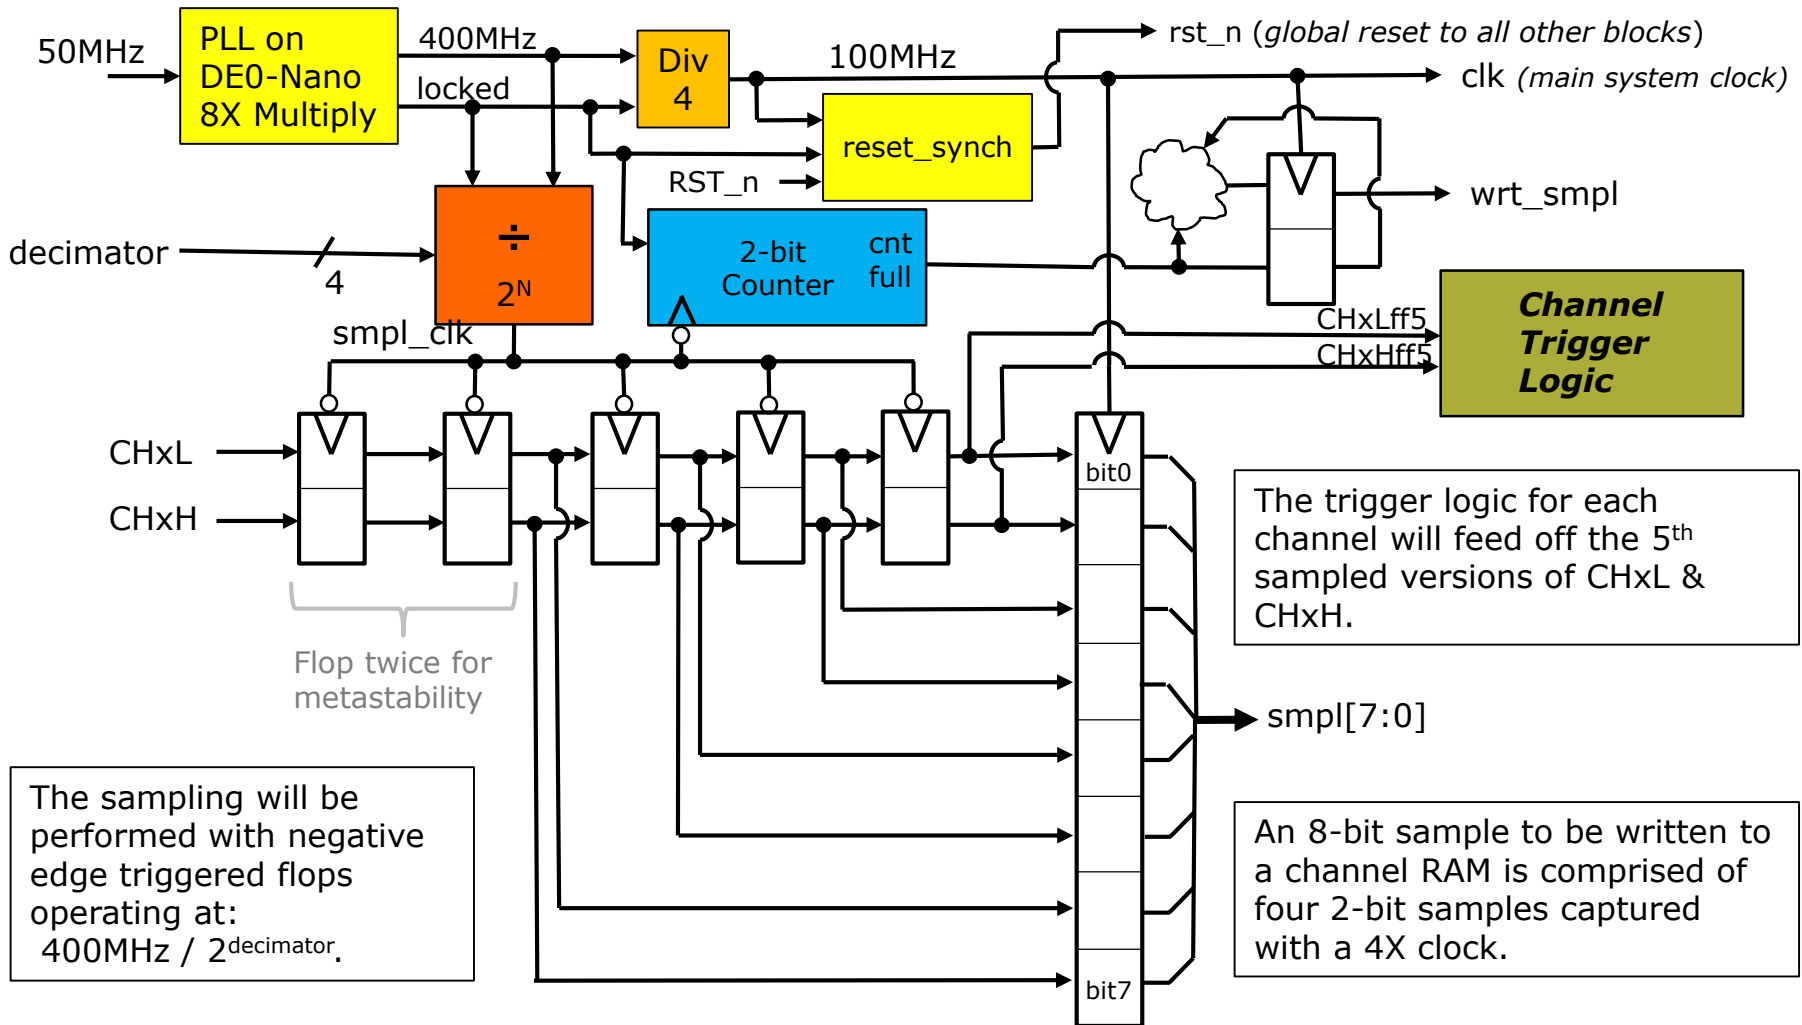 50MHz
PLL on
DE0-Nano
8X Multiply
400MHz
locked
Div
4
100MHz
rst_n (global reset to all other blocks)
clk (main system clock)
reset_synch
RST_n
wrt_smpl
decimator
4
÷
2ᴺ
2-bit
Counter
cnt
full
smpl_clk
CHxLff5
CHxHff5
Channel
Trigger
Logic
CHxL
CHxH
bit0
bit7
Flop twice for
metastability
The trigger logic for each
channel will feed off the 5ᵗʰ
sampled versions of CHxL &
CHxH.
smpl[7:0]
The sampling will be
performed with negative
edge triggered flops
operating at:
400MHz / 2ᵈᵉᶜⁱᵐᵃᵗᵒʳ.
An 8-bit sample to be written to
a channel RAM is comprised of
four 2-bit samples captured
with a 4X clock.